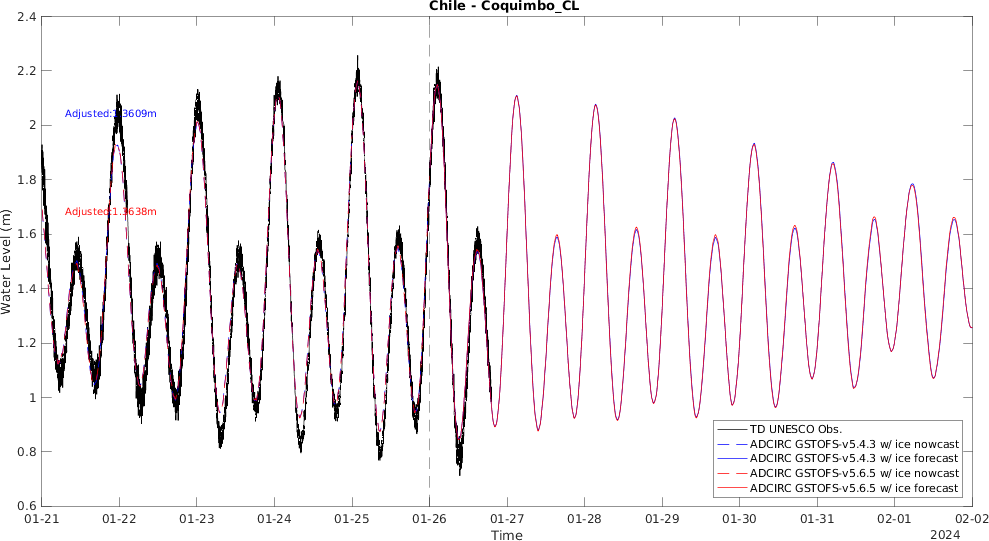 Chile - Coquimbo_CL
2.4
2.2
2
1.8
1.6
1.4
1.2
1
0.8
0.6
Water Level (m)
Adjusted:1.3609m
Adjusted:1.3638m
TD UNESCO Obs.
ADCIRC GSTOFS-v5.4.3 w/ ice nowcast
ADCIRC GSTOFS-v5.4.3 w/ ice forecast
ADCIRC GSTOFS-v5.6.5 w/ ice nowcast
ADCIRC GSTOFS-v5.6.5 w/ ice forecast
01-21 01-22 01-23 01-24 01-25 01-26 01-27 01-28 01-29 01-30 01-31 02-01 02-02
Time 2024